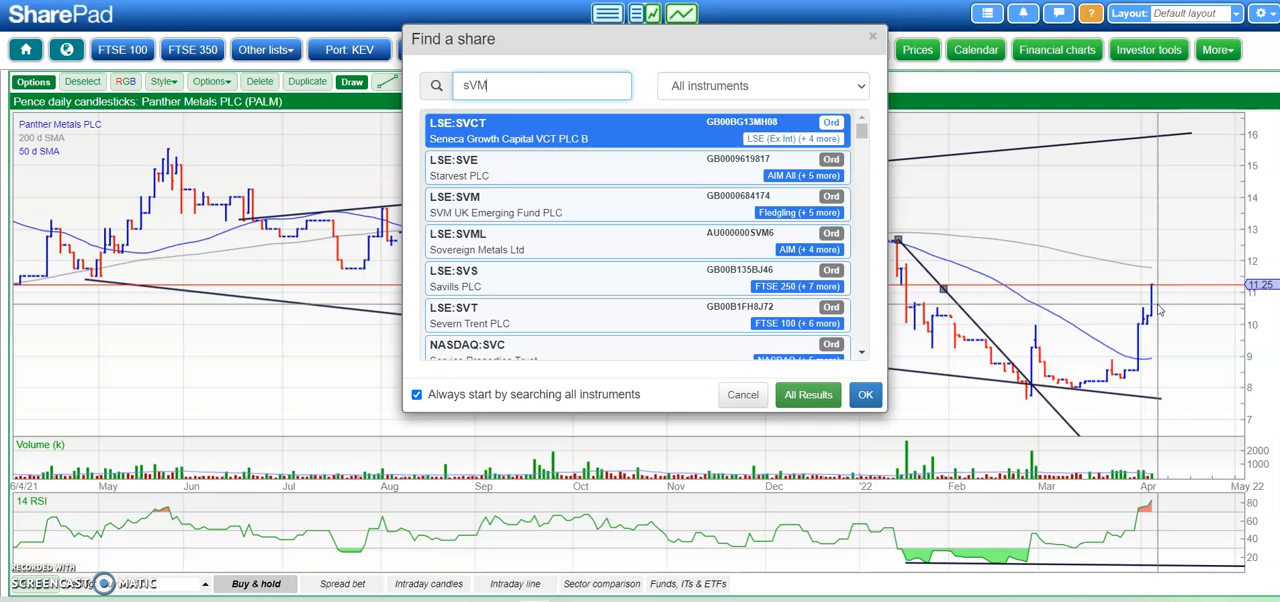 SharePad
Layout: Default layout
FTSE 100
FTSE 350
Other lists
Port: KEV
Prices
Calendar
Financial charts
Investor tools
More
Options
Deselect
RGB
Style
Options
Delete
Duplicate
Draw
Pence daily candlesticks: Panther Metals PLC (PALM)
Panther Metals PLC
200 d SMA
50 d SMA
Find a share
×
sVM
All instruments
LSE:SVCT GB00BG13MH08 Ord
Seneca Growth Capital VCT PLC B LSE (Ex Int) (+ 4 more)
LSE:SVE GB0009619817 Ord
Starvest PLC AIM All (+ 5 more)
LSE:SVM GB0000684174 Ord
SVM UK Emerging Fund PLC Fledgling (+ 5 more)
LSE:SVML AU000000SVM6 Ord
Sovereign Metals Ltd AIM (+ 4 more)
LSE:SVS GB00B135BJ46 Ord
Savills PLC FTSE 250 (+ 7 more)
LSE:SVT GB00B1FH8J72 Ord
Severn Trent PLC FTSE 100 (+ 6 more)
NASDAQ:SVC Ord
Always start by searching all instruments
Cancel
All Results
OK
16
15
14
13
12
11.25
10
9
8
7
Volume (k)
2000
1000
0
6/4/21 May Jun Jul Aug Sep Oct Nov Dec '22 Feb Mar Apr May 22
14 RSI
80
60
40
20
RECORDED WITH
SCREENCAST MATIC
Buy & hold
Spread bet
Intraday candles
Intraday line
Sector comparison
Funds, ITs & ETFs